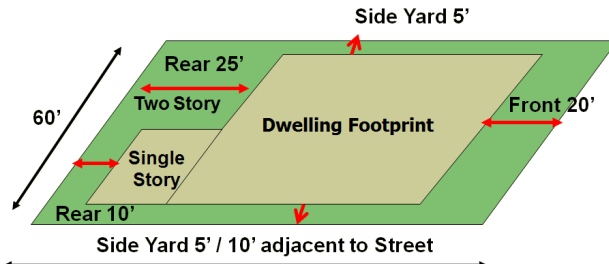 Side Yard 5'
Rear 25'
Two Story
60'
Front 20'
Dwelling Footprint
Single
Story
Rear 10'
Side Yard 5' / 10' adjacent to Street